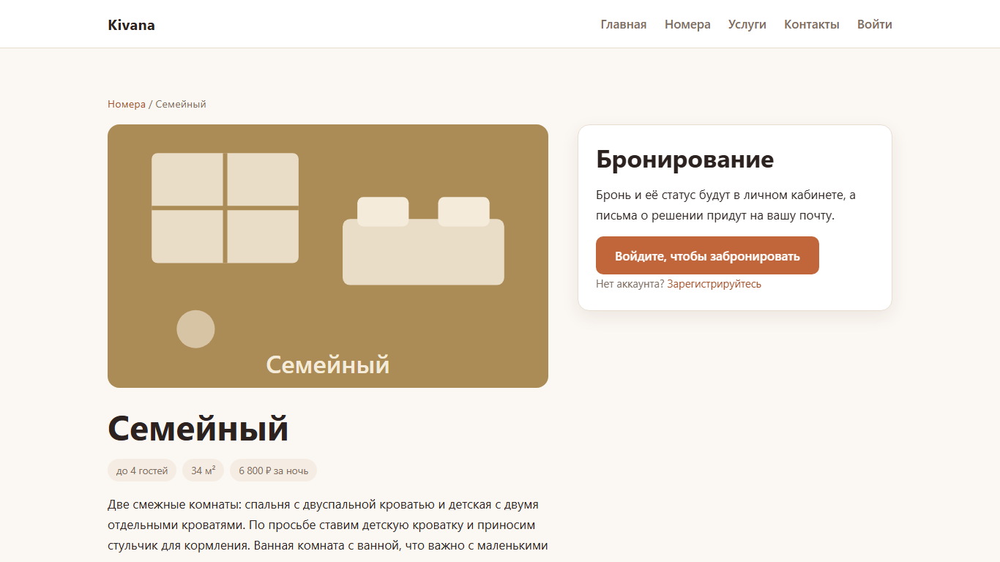 Kivana
Главная Номера Услуги Контакты Войти
Номера / Семейный
Семейный
Семейный
до 4 гостей 34 м² 6 800 ₽ за ночь
Две смежные комнаты: спальня с двуспальной кроватью и детская с двумя
отдельными кроватями. По просьбе ставим детскую кроватку и приносим
стульчик для кормления. Ванная комната с ванной, что важно с маленькими
Бронирование
Бронь и её статус будут в личном кабинете, а
письма о решении придут на вашу почту.
Войдите, чтобы забронировать
Нет аккаунта? Зарегистрируйтесь